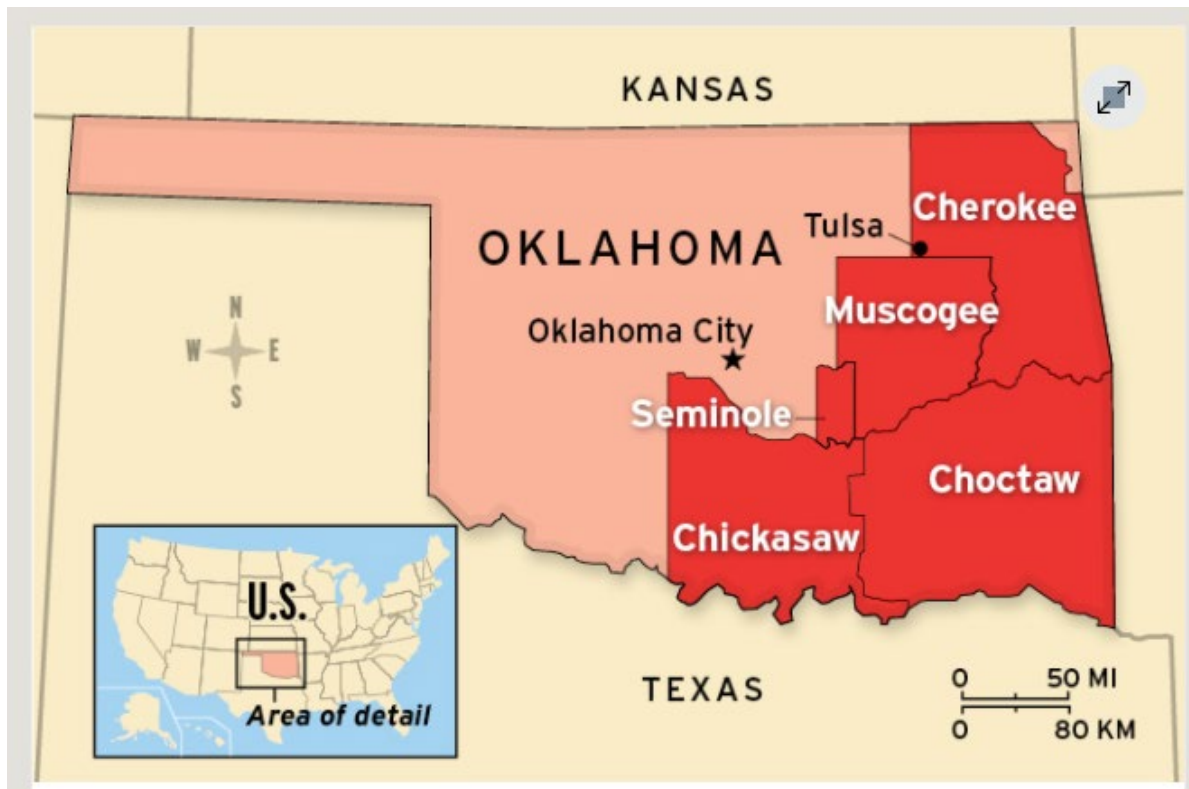 KANSAS
Cherokee
Tulsa
OKLAHOMA
Muscogee
Oklahoma City
N
W E
S
Seminole
Choctaw
Chickasaw
U.S.
Area of detail
TEXAS
0 50 MI
0 80 KM